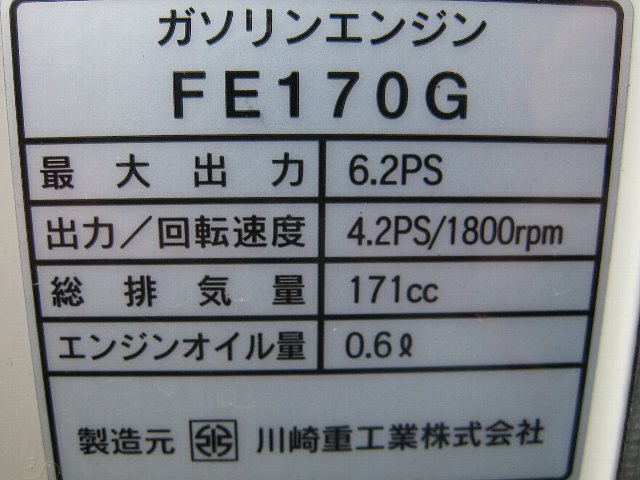 ガソリンエンジン
FE170G
最大出力 6.2PS
出力／回転速度 4.2PS/1800rpm
総排気量 171cc
エンジンオイル量 0.6ℓ
製造元 川崎重工業株式会社